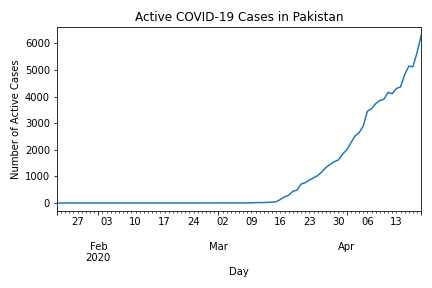 Active COVID-19 Cases in Pakistan
6000
5000
4000
3000
2000
1000
0
Number of Active Cases
27 03 10 17 24 02 09 16 23 30 06 13
Feb Mar Apr
2020
Day